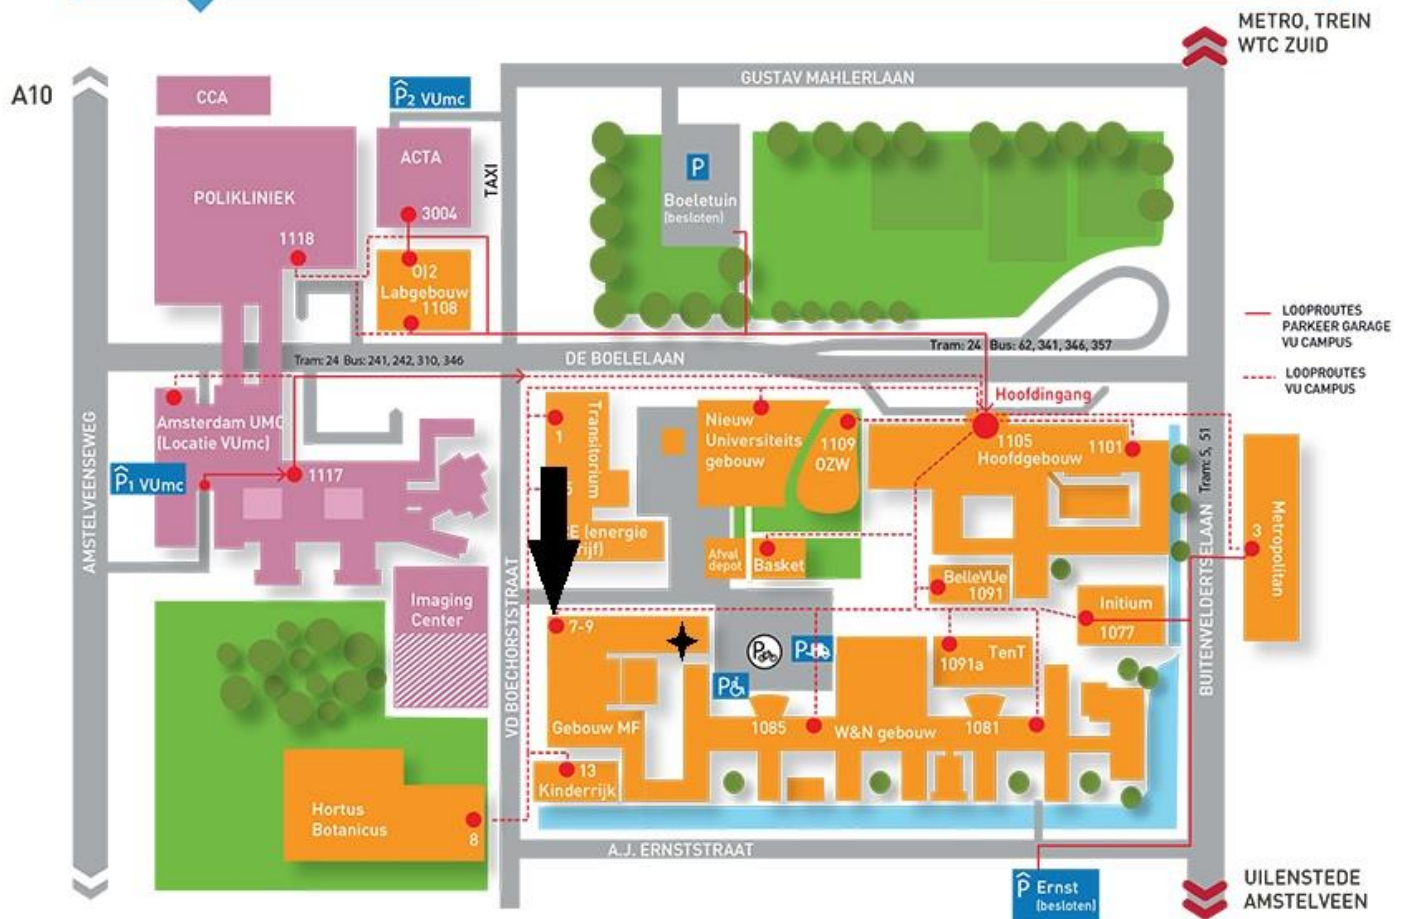 METRO, TREIN
WTC ZUID
A10
CCA
P2 VUmc
GUSTAV MAHLERLAAN
ACTA
TAXI
POLIKLINIEK
P
Boeletuin
(besloten)
3004
1118
O|2
Labgebouw
1108
LOOPROUTES
PARKEER GARAGE
VU CAMPUS
LOOPROUTES
VU CAMPUS
Tram: 24 Bus: 241, 242, 310, 346
DE BOELELAAN
Tram: 24 Bus: 62, 341, 346, 357
AMSTELVEENSEWEG
Amsterdam UMC
(Locatie VUmc)
P1 VUmc
1117
Transitorium
1
Nieuw
Universiteits
gebouw
1109
OZW
Hoofdingang
1105
Hoofdgebouw
1101
BUITENVELDERTSELAAN Tram: 5, 51
3
Metropolitan
(energie
Afval
depot
Basket
BelleVUe
1091
Initium
1077
Imaging
Center
VD BOECHORSTSTRAAT
7-9
P
P
P
TenT
1091a
Gebouw MF
1085
W&N gebouw
1081
13
Kinderrijk
Hortus
Botanicus
8
A.J. ERNSTSTRAAT
P Ernst
(besloten)
UILENSTEDE
AMSTELVEEN